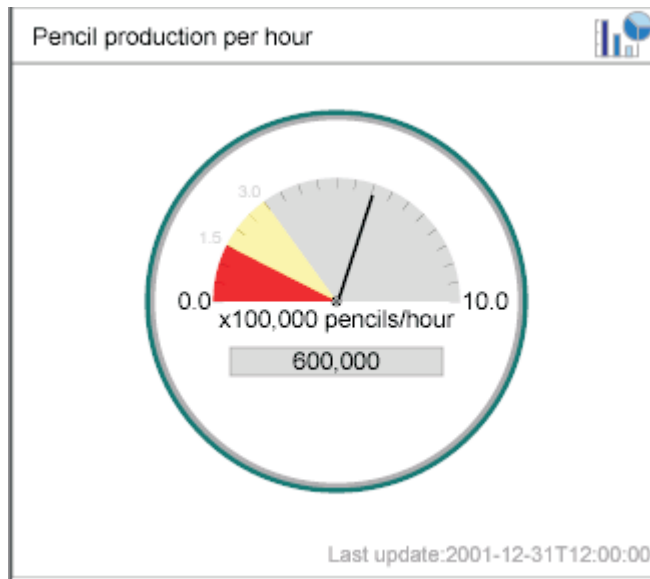 Pencil production per hour
3.0
1.5
0.0
10.0
x100,000 pencils/hour
600,000
Last update:2001-12-31T12:00:00